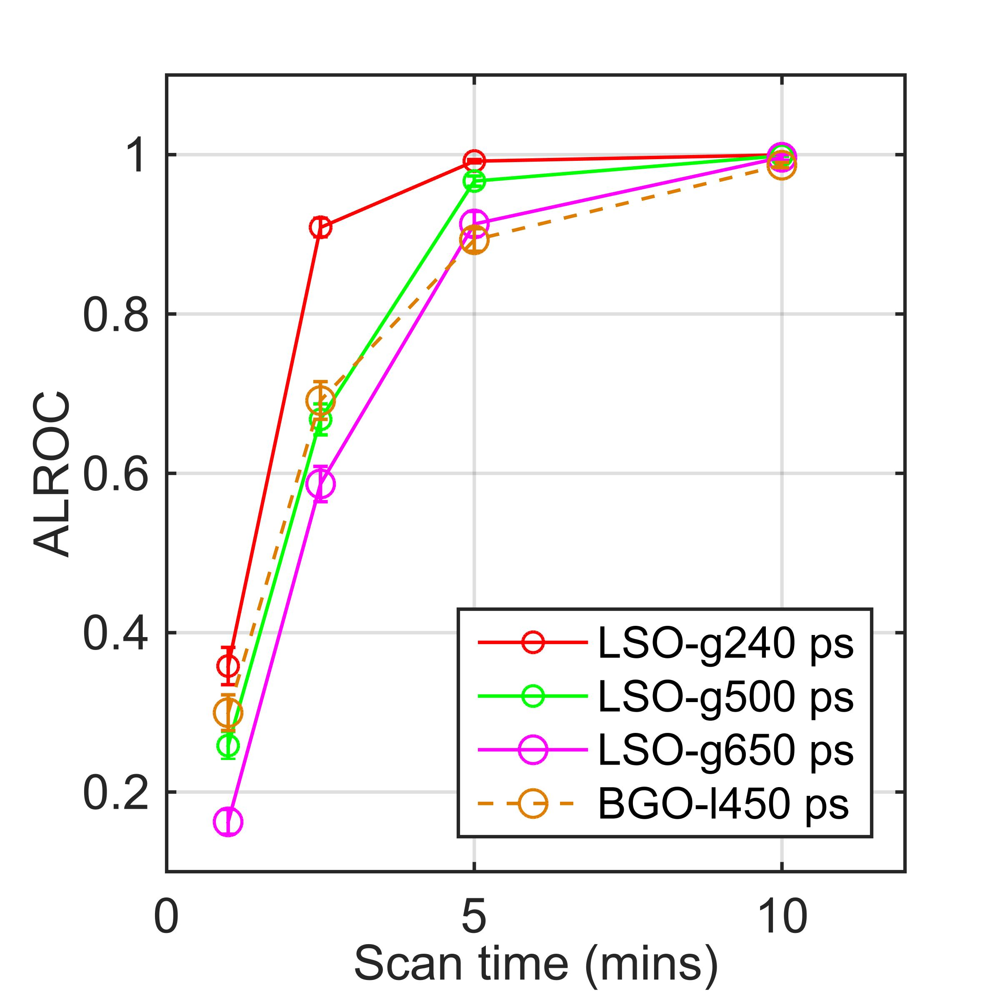 1
0.8
0.6
0.4
0.2
ALROC
LSO-g240 ps
LSO-g500 ps
LSO-g650 ps
BGO-l450 ps
0 5 10
Scan time (mins)